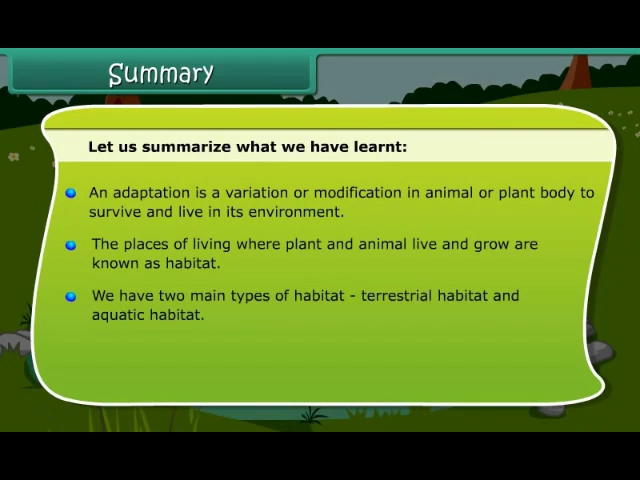 Summary
Let us summarize what we have learnt:
An adaptation is a variation or modification in animal or plant body to
survive and live in its environment.
The places of living where plant and animal live and grow are
known as habitat.
We have two main types of habitat - terrestrial habitat and
aquatic habitat.